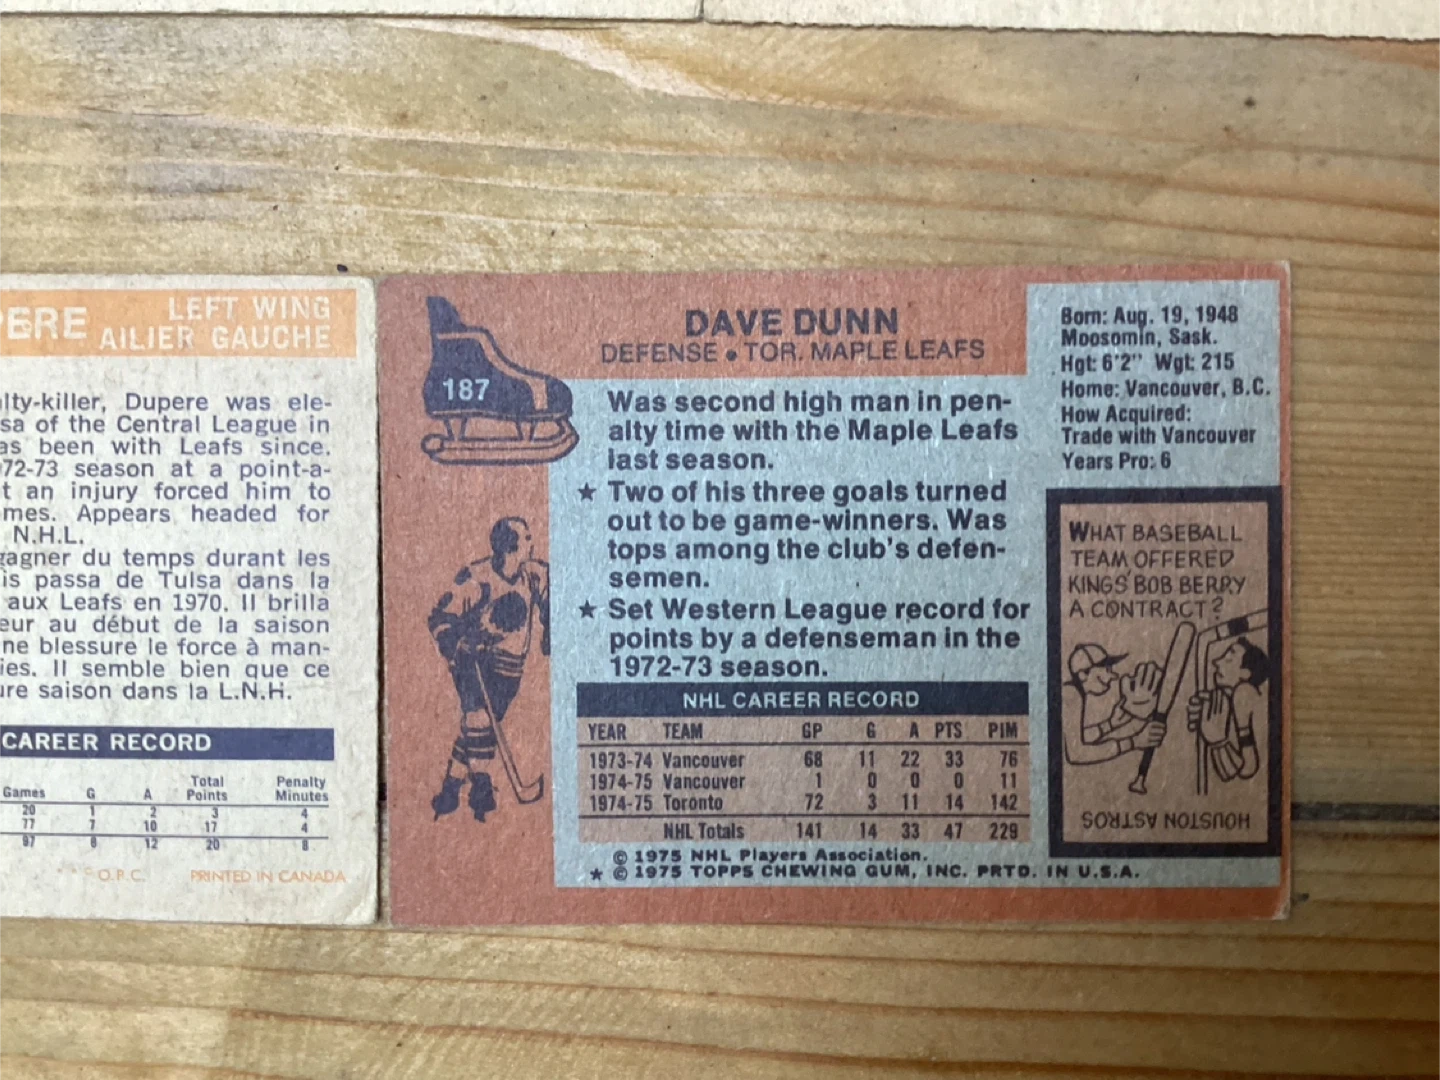 LEFT WING
AILIER GAUCHE
lty-killer, Dupere was ele-
of the Central League in
has been with Leafs since.
72-73 season at a point-a-
an injury forced him to
Appears headed for
N.H.L.
gagner du temps durant les
passa de Tulsa dans la
aux Leafs en 1970. Il brilla
au début de la saison
ne blessure le force à man-
Il semble bien que ce
saison dans la L.N.H.
CAREER RECORD
Games G A Total Points Penalty Minutes
20 1 2 3 4
77 7 10 17 4
97 8 12 20 8
O.P.C. PRINTED IN CANADA
187
DAVE DUNN
DEFENSE • TOR. MAPLE LEAFS
Was second high man in pen-
alty time with the Maple Leafs
last season.
★ Two of his three goals turned
out to be game-winners. Was
tops among the club's defen-
semen.
★ Set Western League record for
points by a defenseman in the
1972-73 season.
NHL CAREER RECORD
YEAR TEAM GP G A PTS PIM
1973-74 Vancouver 68 11 22 33 76
1974-75 Vancouver 1 0 0 0 11
1974-75 Toronto 72 3 11 14 142
NHL Totals 141 14 33 47 229
© 1975 NHL Players Association.
★ © 1975 TOPPS CHEWING GUM, INC. PRTD. IN U.S.A.
Born: Aug. 19, 1948
Moosomin, Sask.
Hgt: 6'2" Wgt: 215
Home: Vancouver, B.C.
How Acquired:
Trade with Vancouver
Years Pro: 6
WHAT BASEBALL
TEAM OFFERED
KINGS' BOB BERRY
A CONTRACT?
HOUSTON ASTROS